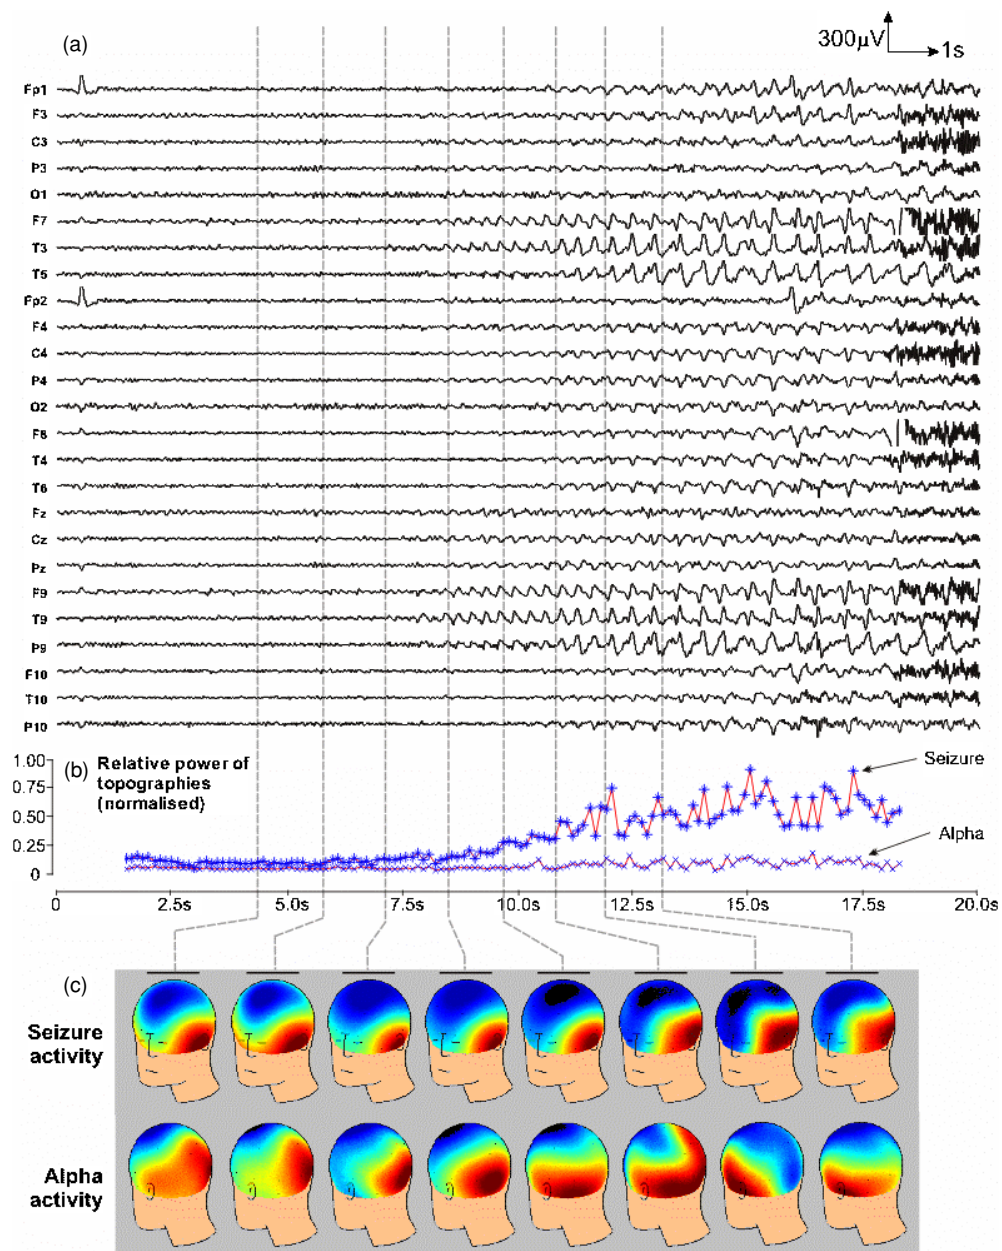 (a)
300µV
1s
Fp1
F3
C3
P3
O1
F7
T3
T5
Fp2
F4
C4
P4
O2
F8
T4
T6
Fz
Cz
Pz
F9
T9
P9
F10
T10
P10
(b)
Relative power of
topographies
(normalised)
1.00
0.75
0.50
0.25
0
Seizure
Alpha
0
2.5s
5.0s
7.5s
10.0s
12.5s
15.0s
17.5s
20.0s
(c)
Seizure
activity
Alpha
activity